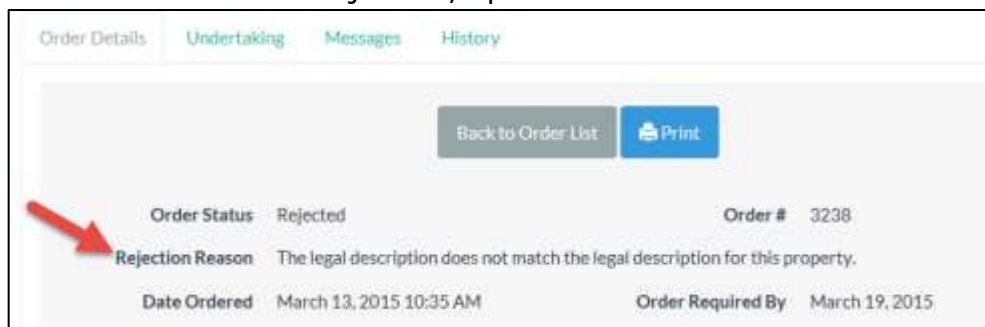 Order Details Undertaking Messages History
Back to Order List Print
Order Status Rejected Order # 3238
Rejection Reason The legal description does not match the legal description for this property.
Date Ordered March 13, 2015 10:35 AM Order Required By March 19, 2015